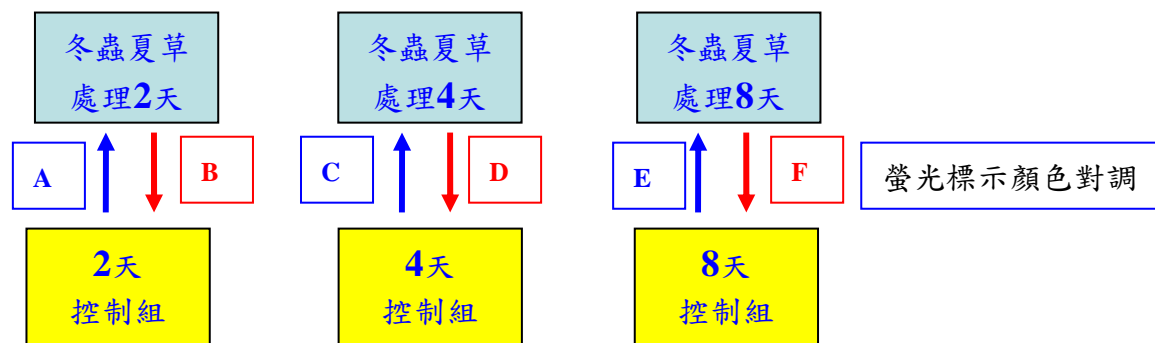 冬蟲夏草
處理2天
冬蟲夏草
處理4天
冬蟲夏草
處理8天
A
B
C
D
E
F
螢光標示顏色對調
2天
控制組
4天
控制組
8天
控制組